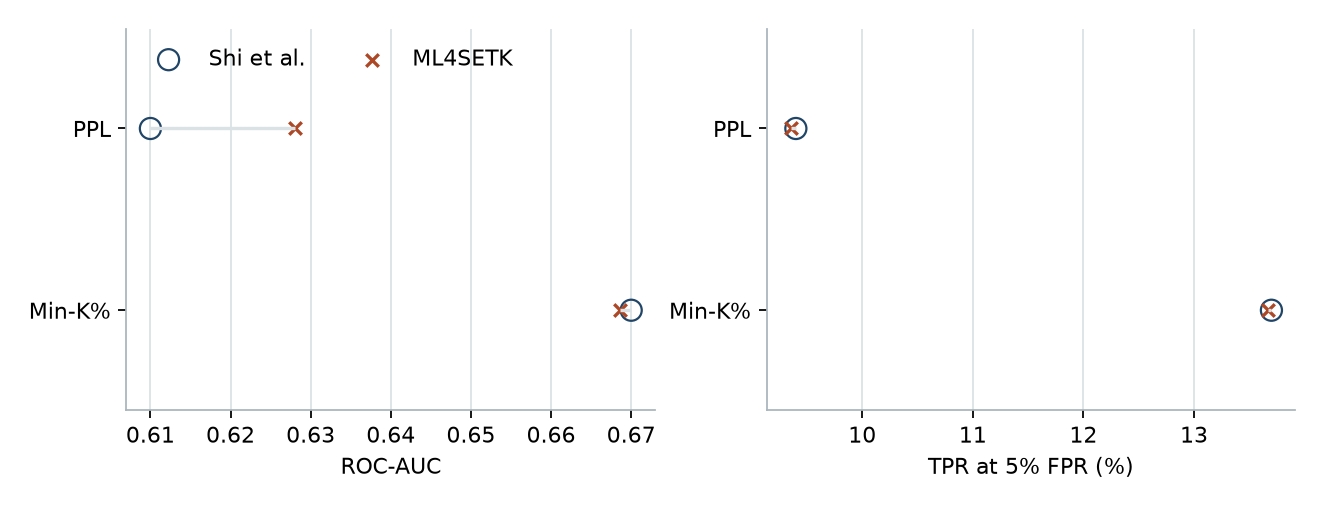 Shi et al. ML4SETK
PPL
Min-K%
0.61 0.62 0.63 0.64 0.65 0.66 0.67
ROC-AUC
PPL
Min-K%
10 11 12 13
TPR at 5% FPR (%)